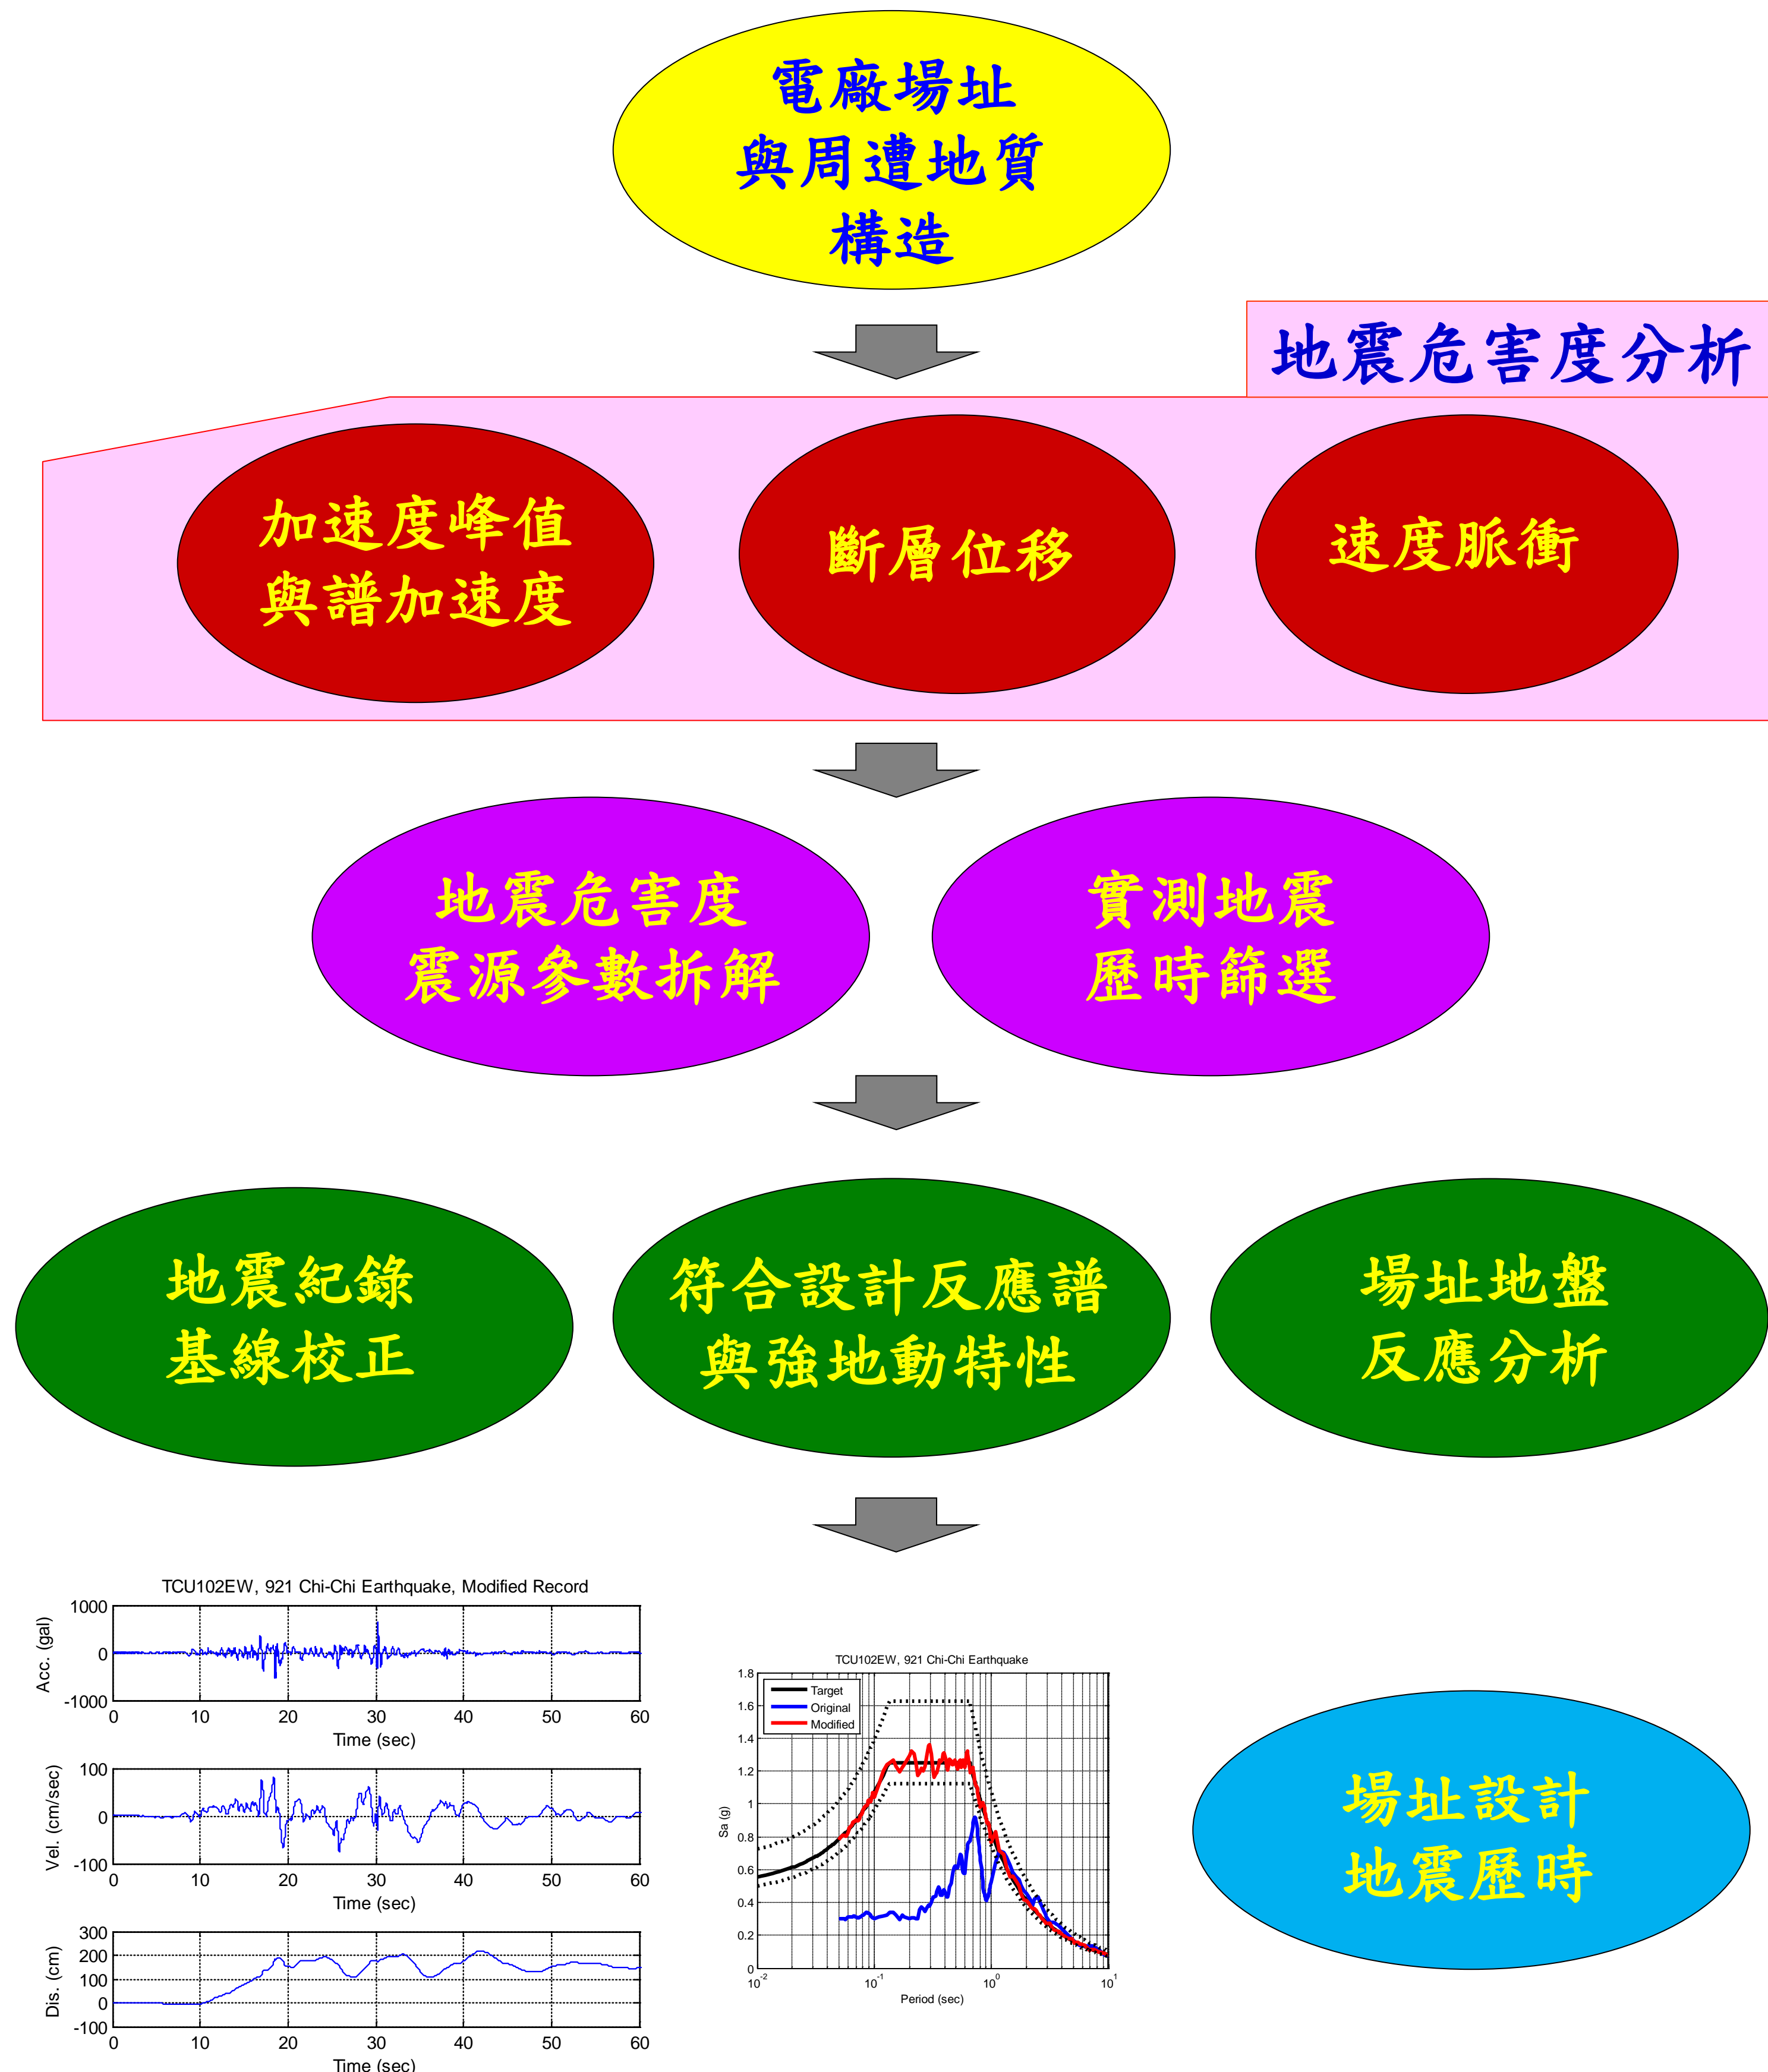 電廠場址
與周遭地質
構造
地震危害度分析
加速度峰值
與譜加速度
斷層位移
速度脈衝
地震危害度
震源參數拆解
實測地震
歷時篩選
地震紀錄
基線校正
符合設計反應譜
與強地動特性
場址地盤
反應分析
TCU102EW, 921 Chi-Chi Earthquake, Modified Record
1000
0
-1000
Acc. (gal)
0 10 20 30 40 50 60
Time (sec)
100
0
-100
Vel. (cm/sec)
0 10 20 30 40 50 60
Time (sec)
300
200
100
0
-100
Dis. (cm)
0 10 20 30 40 50 60
Time (sec)
TCU102EW, 921 Chi-Chi Earthquake
Target
Original
Modified
1.8
1.6
1.4
1.2
1
0.8
0.6
0.4
0.2
0
Sa (g)
10⁻² 10⁻¹ 10⁰ 10¹
Period (sec)
場址設計
地震歷時